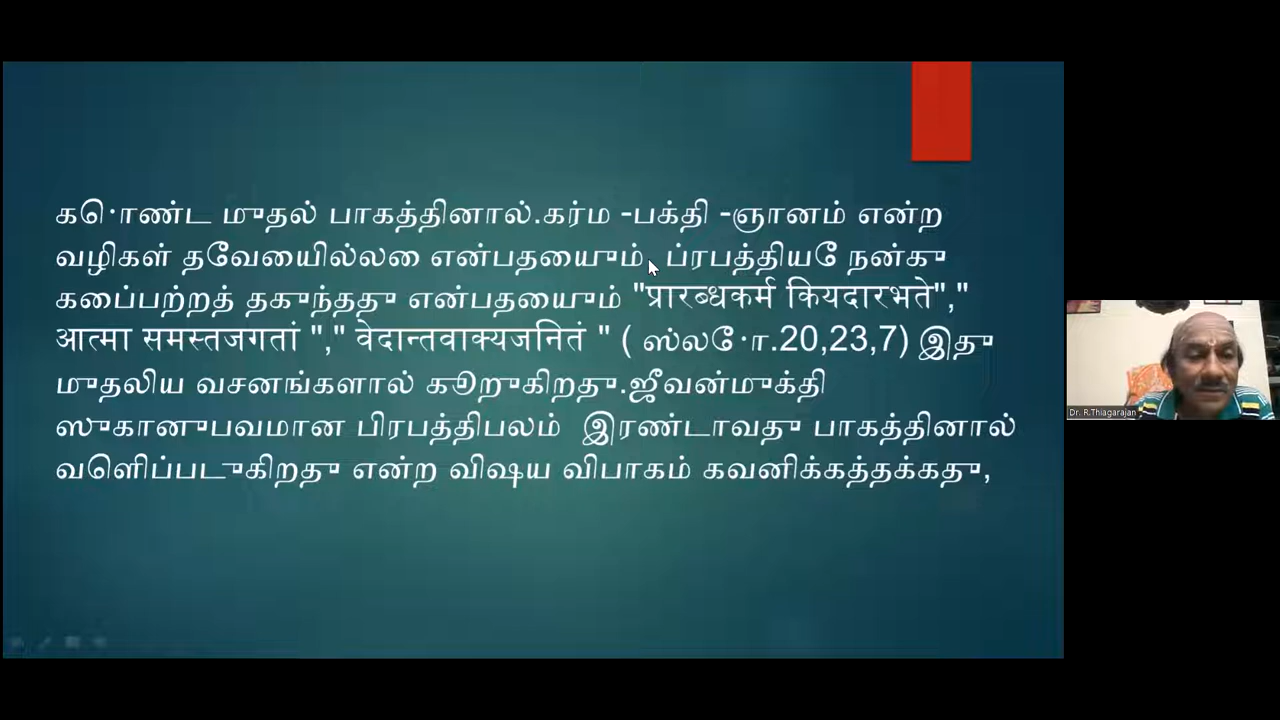 கொண்ட முதல் பாகத்தினால்.கர்ம -பக்தி -ஞானம் என்ற
வழிகள் தேவையில்லை என்பதையும், ப்ரபத்தியே நன்கு
கைப்பற்றத் தகுந்தது என்பதையும் "प्रारब्धकर्म कियदारभते","
आत्मा समस्तजगतां "," वेदान्तवाक्यजनितं " ( ஸ்லோ.20,23,7) இது
முதலிய வசனங்களால் கூறுகிறது.ஜீவன்முக்தி
ஸுகானுபவமான பிரபத்திபலம்  இரண்டாவது பாகத்தினால்
வெளிப்படுகிறது என்ற விஷய விபாகம் கவனிக்கத்தக்கது,
Dr. R.Thiagarajan